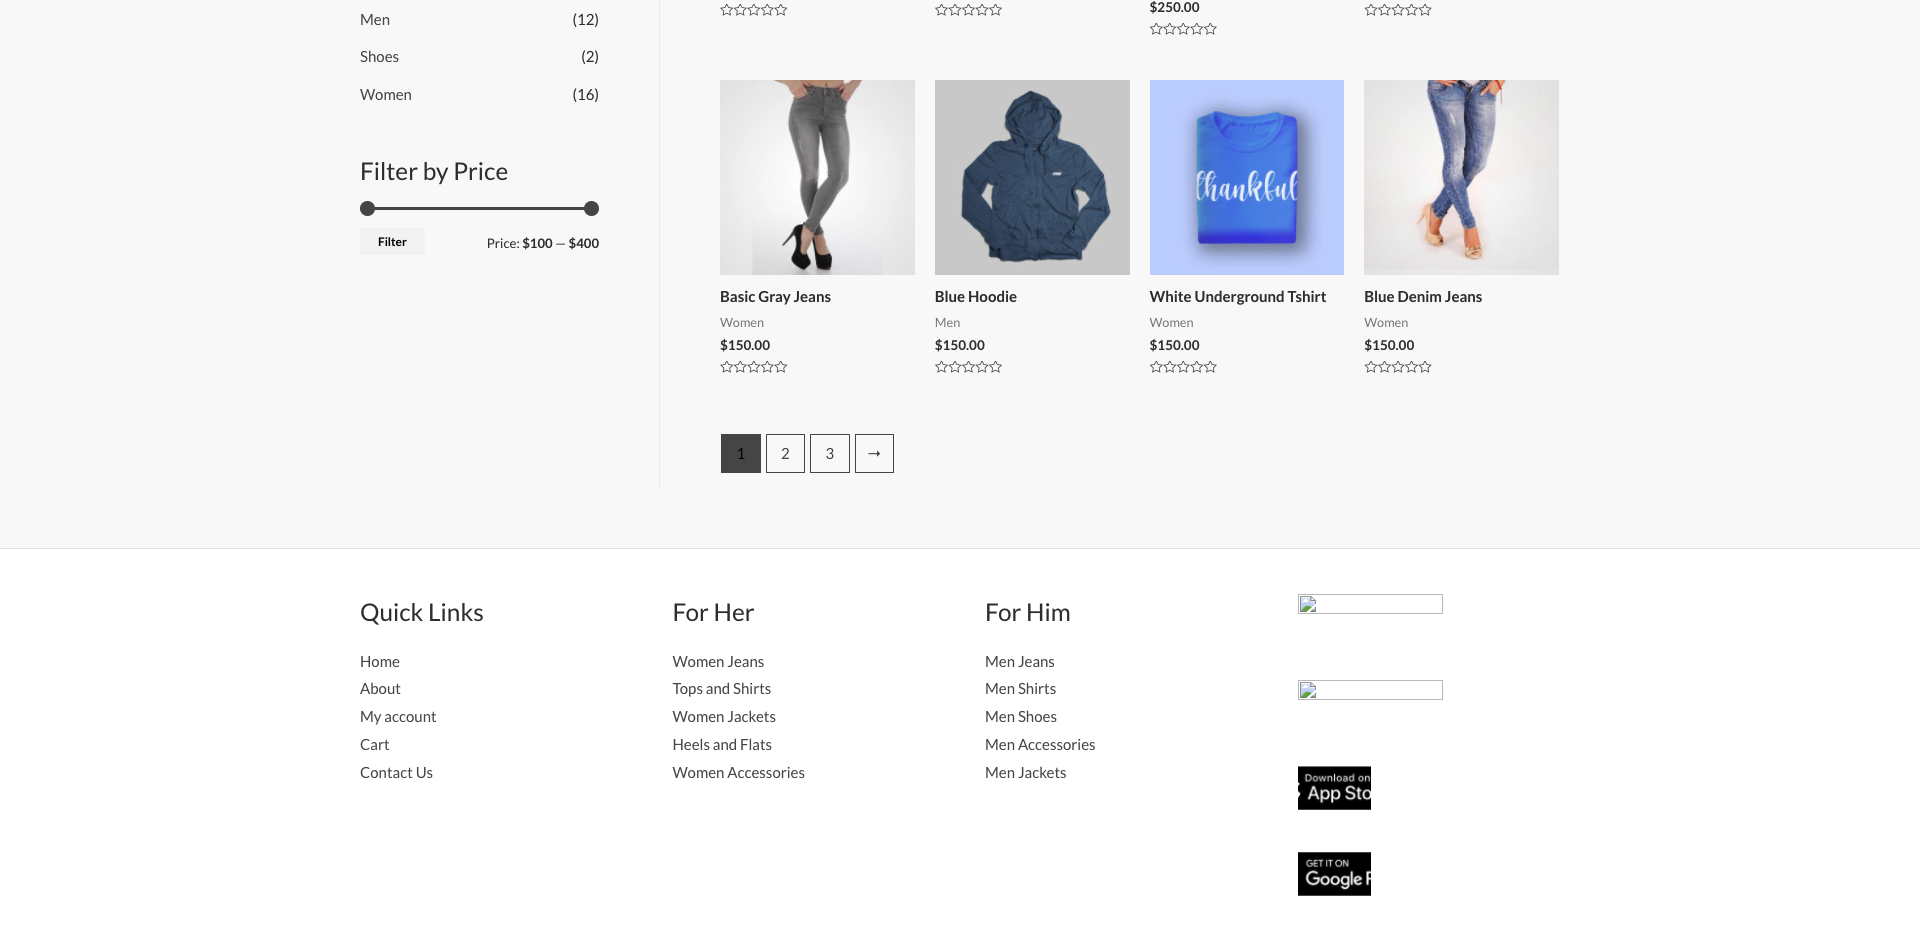 Men (12)
Shoes (2)
Women (16)
Filter by Price
Filter
Price: $100 — $400
$250.00
thankful
Basic Gray Jeans
Women
$150.00
Blue Hoodie
Men
$150.00
White Underground Tshirt
Women
$150.00
Blue Denim Jeans
Women
$150.00
1 2 3 →
Quick Links
Home
About
My account
Cart
Contact Us
For Her
Women Jeans
Tops and Shirts
Women Jackets
Heels and Flats
Women Accessories
For Him
Men Jeans
Men Shirts
Men Shoes
Men Accessories
Men Jackets
Download on
App Sto
GET IT ON
Google P